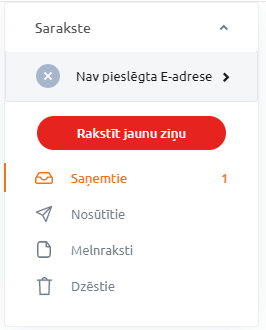 Sarakste
Nav pieslēgta E-adrese
Rakstīt jaunu ziņu
Saņemtie 1
Nosūtītie
Melnraksti
Dzēstie